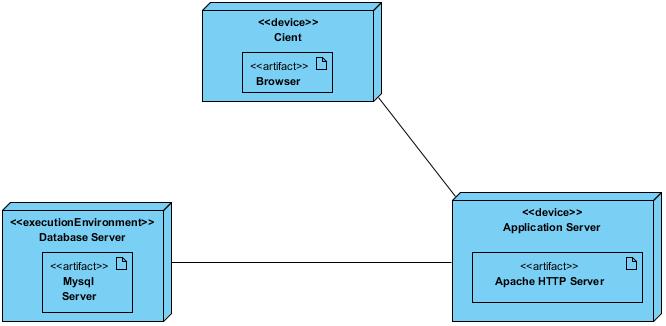 <<device>>
Cient
<<artifact>>
Browser
<<executionEnvironment>>
Database Server
<<artifact>>
Mysql
Server
<<device>>
Application Server
<<artifact>>
Apache HTTP Server